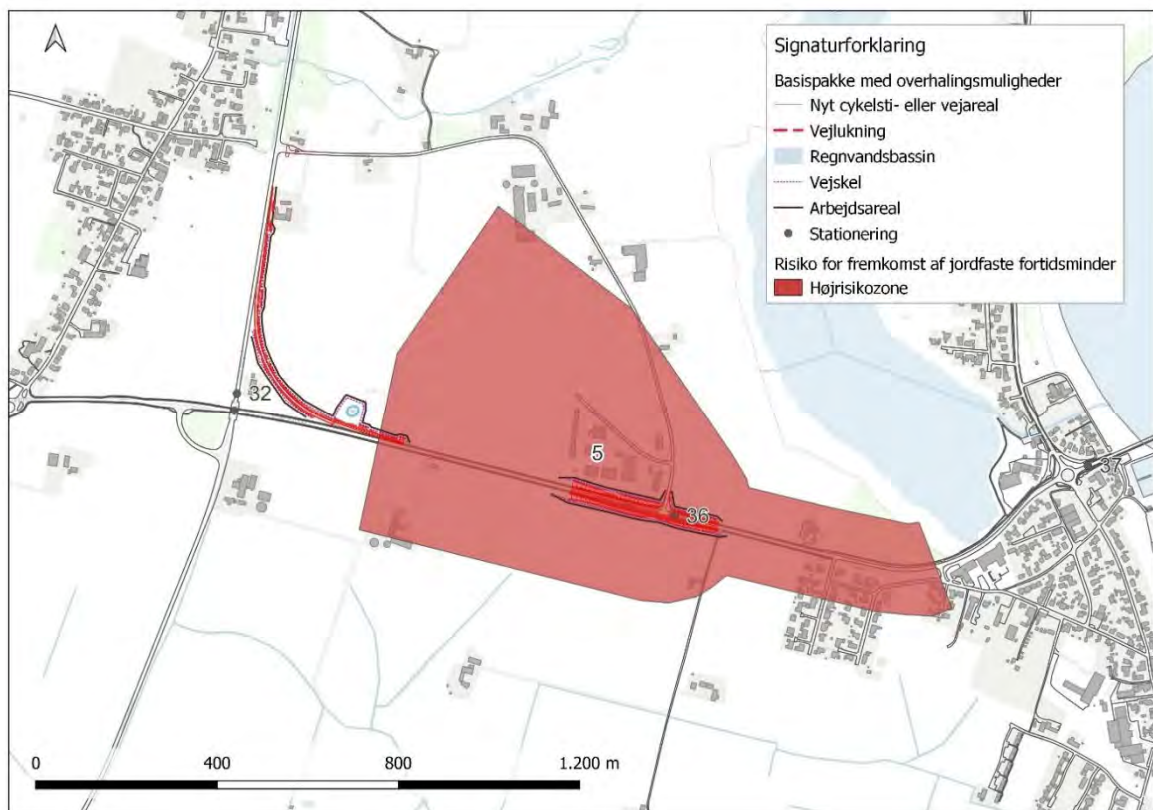 Signaturforklaring
Basispakke med overhalingsmuligheder
Nyt cykelsti- eller vejareal
Vejlukning
Regnvandsbassin
Vejskel
Arbejdsareal
Stationering
Risiko for fremkomst af jordfaste fortidsminder
Højrisikozone
32
5
36
37
0 400 800 1.200 m